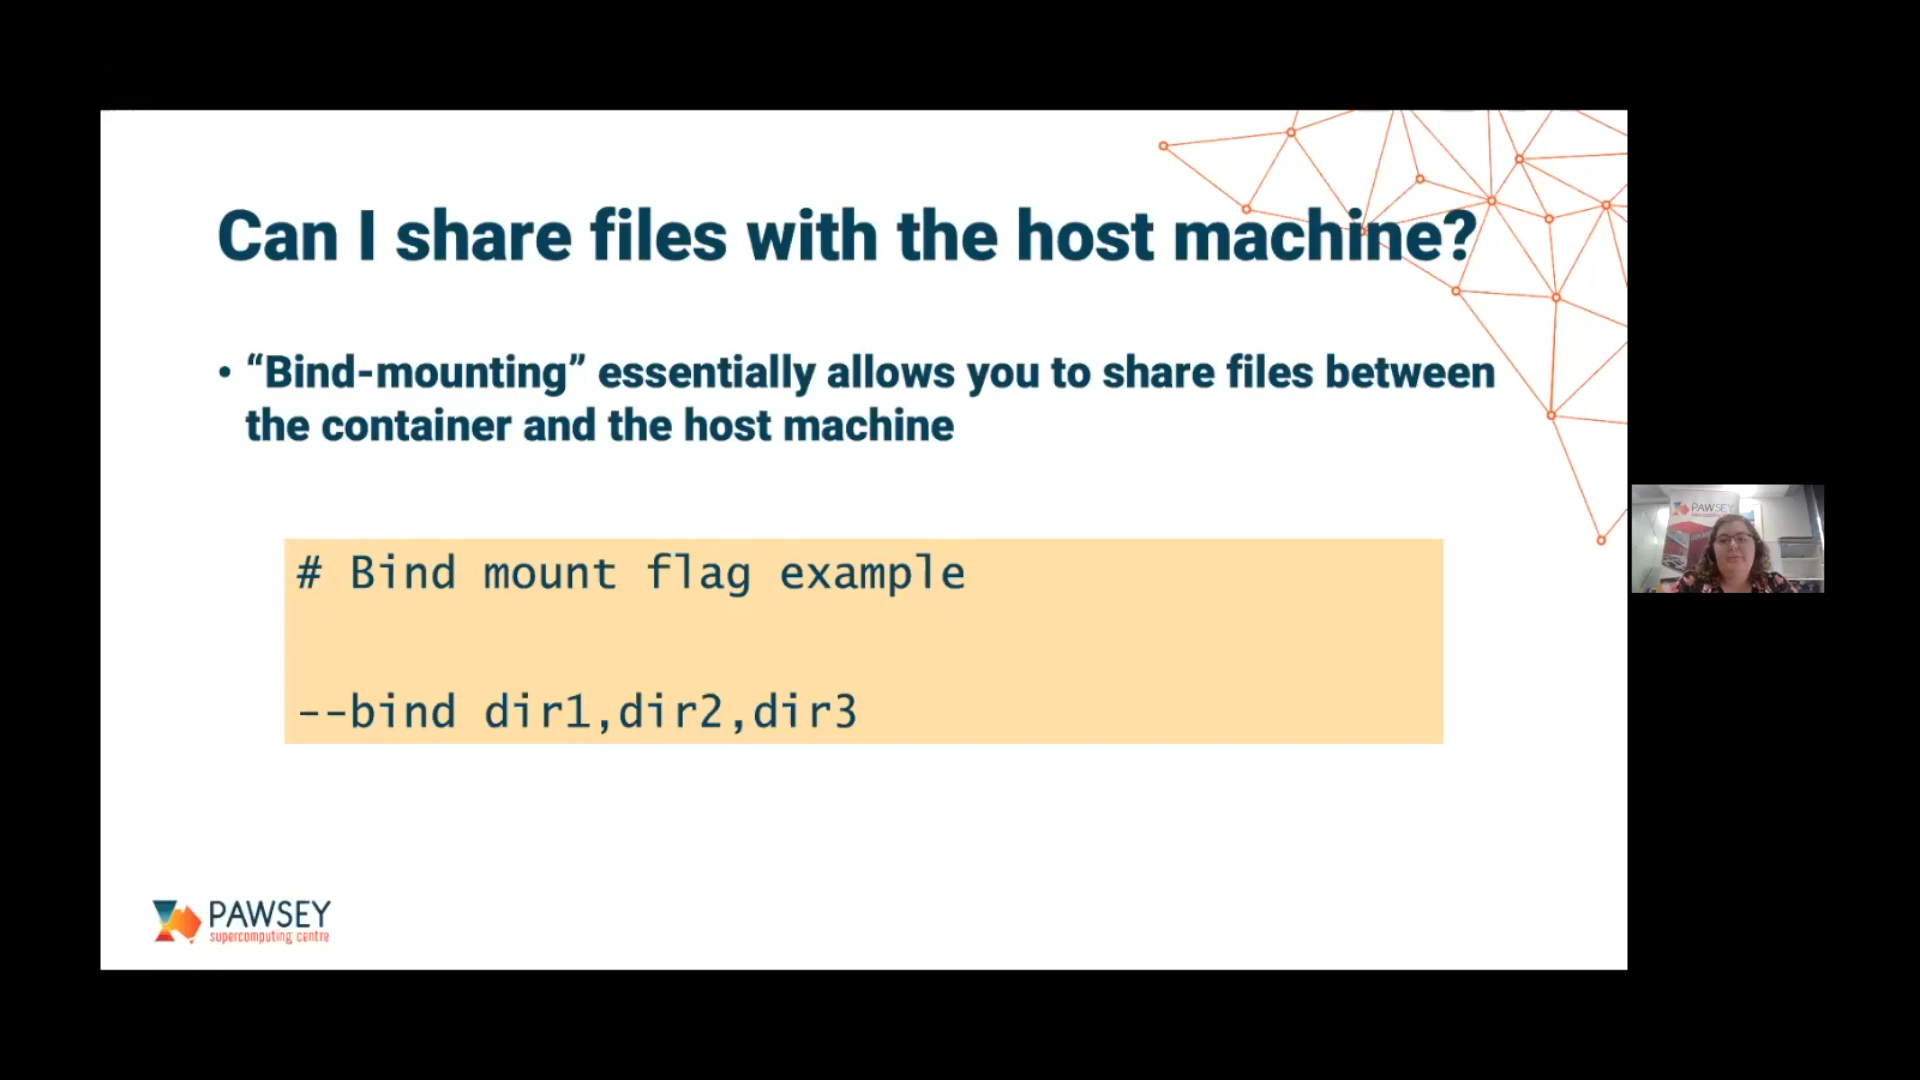 Can I share files with the host machine?
• “Bind-mounting” essentially allows you to share files between
the container and the host machine
# Bind mount flag example
--bind dir1,dir2,dir3
PAWSEY
supercomputing centre
PAWSEY